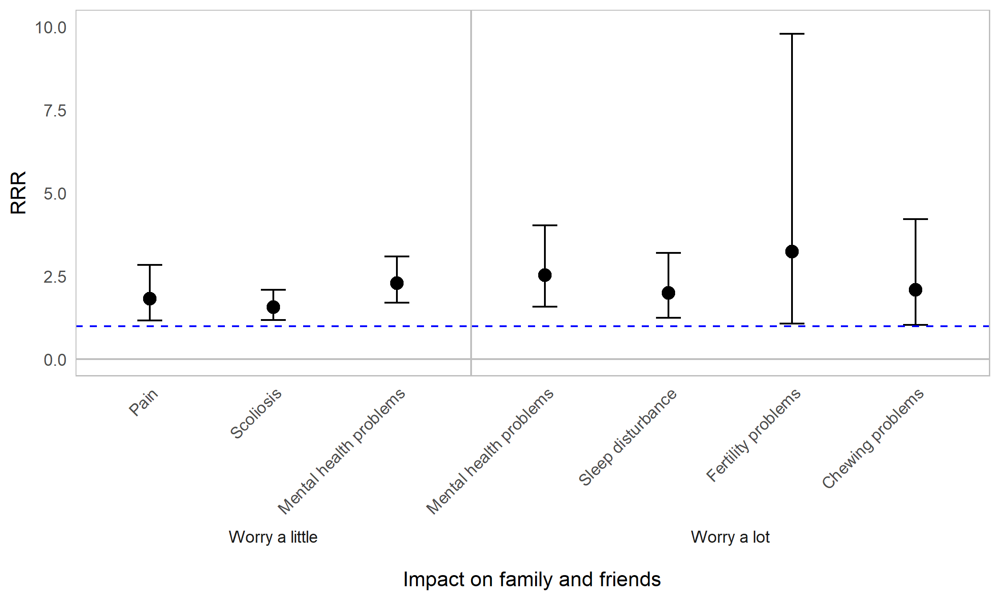 10.0
7.5
5.0
2.5
0.0
RRR
Pain
Scoliosis
Mental health problems
Mental health problems
Sleep disturbance
Fertility problems
Chewing problems
Worry a little
Worry a lot
Impact on family and friends